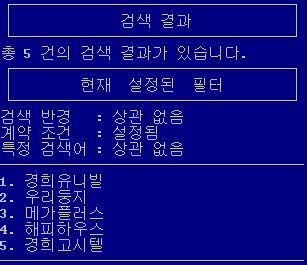 검색 결과
총 5 건의 검색 결과가 있습니다.
현재 설정된 필터
검색 반경 : 상관 없음
계약 조건 : 설정됨
특정 검색어 : 상관 없음
1. 경희유니빌
2. 우리둥지
3. 메가플러스
4. 해피하우스
5. 경희고시텔